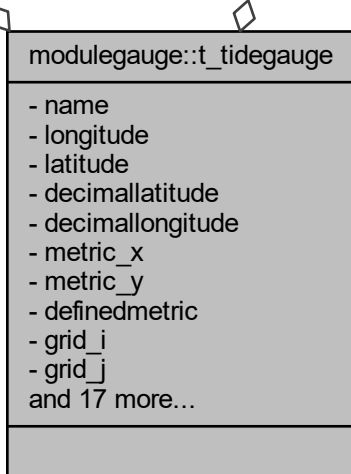 modulegauge::t_tidegauge
- name
- longitude
- latitude
- decimallatitude
- decimallongitude
- metric_x
- metric_y
- definedmetric
- grid_i
- grid_j
and 17 more...